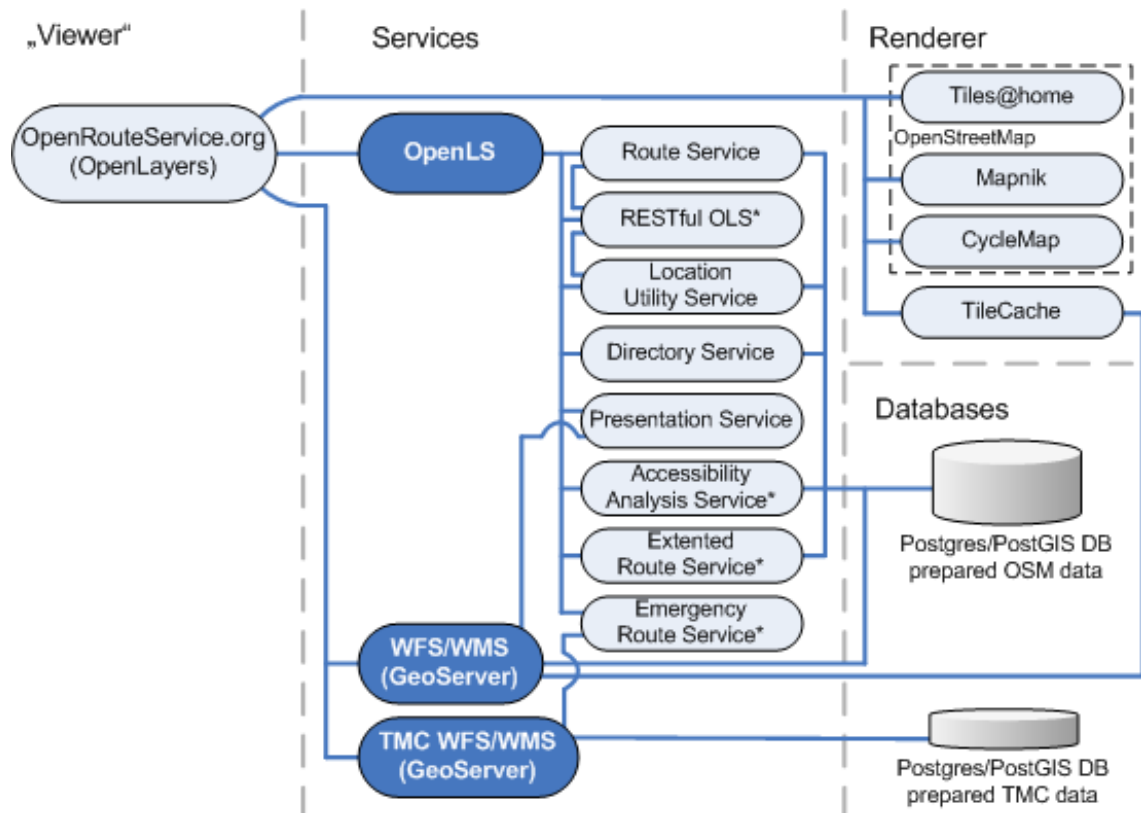 „Viewer“
Services
Renderer
OpenRouteService.org
(OpenLayers)
OpenLS
Route Service
RESTful OLS*
Location
Utility Service
Directory Service
Presentation Service
Accessibility
Analysis Service*
Extented
Route Service*
Emergency
Route Service*
WFS/WMS
(GeoServer)
TMC WFS/WMS
(GeoServer)
Tiles@home
OpenStreetMap
Mapnik
CycleMap
TileCache
Databases
Postgres/PostGIS DB
prepared OSM data
Postgres/PostGIS DB
prepared TMC data